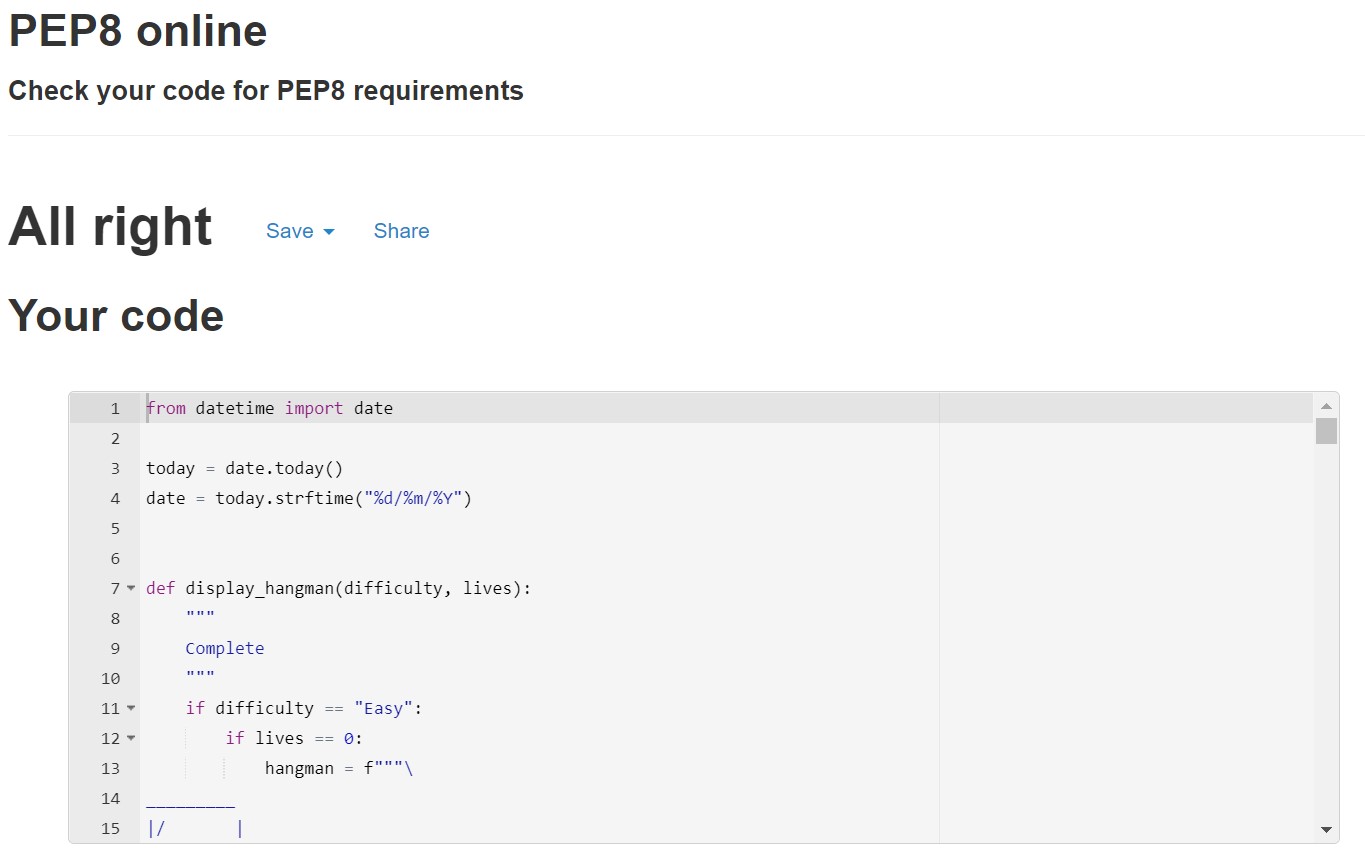 PEP8 online
Check your code for PEP8 requirements
All right Save Share
Your code
1 from datetime import date
2
3 today = date.today()
4 date = today.strftime("%d/%m/%Y")
5
6
7 def display_hangman(difficulty, lives):
8     """
9     Complete
10     """
11     if difficulty == "Easy":
12         if lives == 0:
13             hangman = f"""\
14 _________
15 |/       |